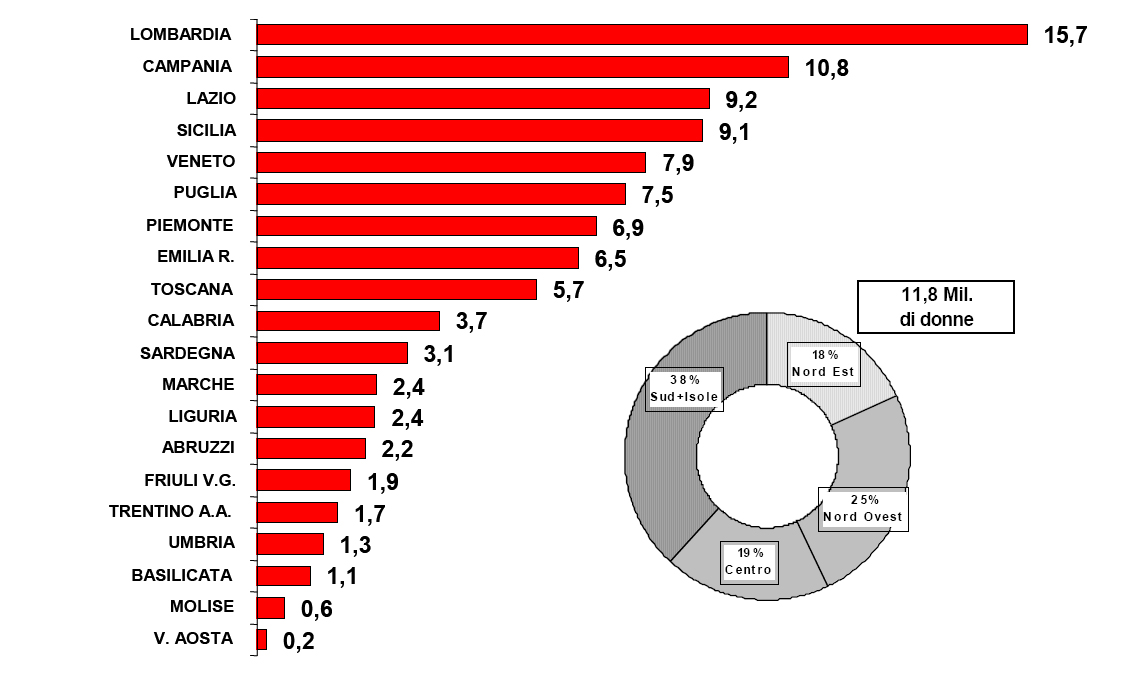 LOMBARDIA 15,7
CAMPANIA 10,8
LAZIO 9,2
SICILIA 9,1
VENETO 7,9
PUGLIA 7,5
PIEMONTE 6,9
EMILIA R. 6,5
TOSCANA 5,7
CALABRIA 3,7
SARDEGNA 3,1
MARCHE 2,4
LIGURIA 2,4
ABRUZZI 2,2
FRIULI V.G. 1,9
TRENTINO A.A. 1,7
UMBRIA 1,3
BASILICATA 1,1
MOLISE 0,6
V. AOSTA 0,2
11,8 Mil.
di donne
18%
Nord Est
38%
Sud+Isole
25%
Nord Ovest
19%
Centro